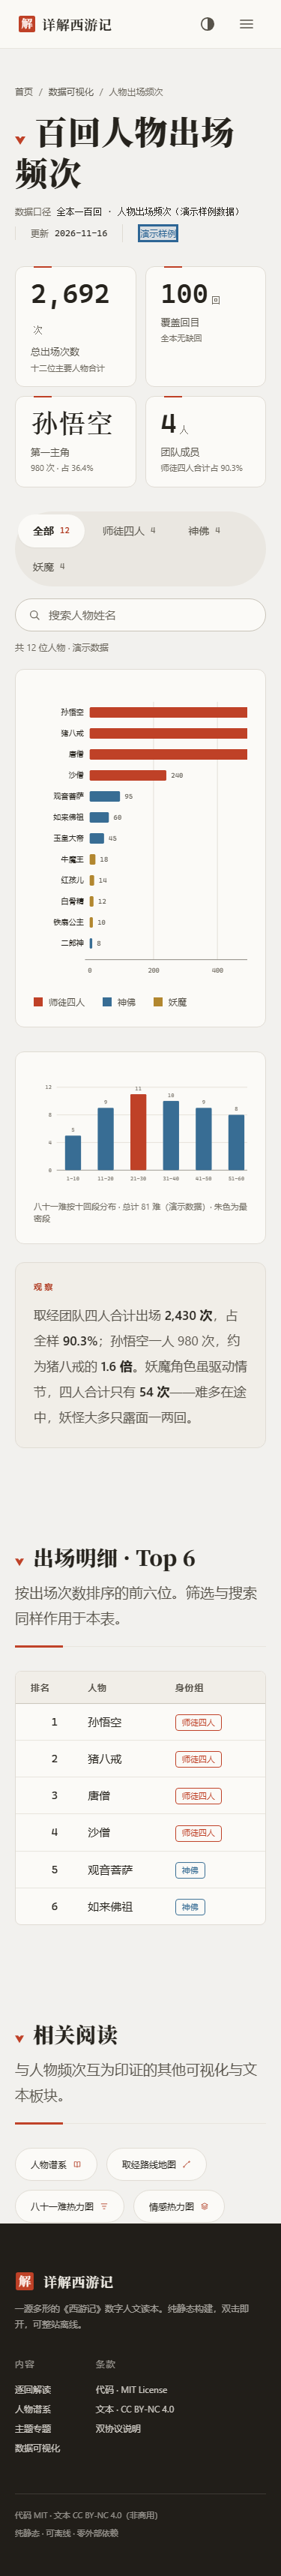 解 详解西游记
首页 / 数据可视化 / 人物出场频次
百回人物出场
频次
数据口径 全本一百回 · 人物出场频次（演示样例数据）
更新 2026-11-16 演示样例
2,692
次
总出场次数
十二位主要人物合计
100 回
覆盖回目
全本无缺回
孙悟空
第一主角
980 次 · 占 36.4%
4 人
团队成员
师徒四人合计占 90.3%
全部 12 师徒四人 4 神佛 4
妖魔 4
搜索人物姓名
共 12 位人物 · 演示数据
孙悟空
猪八戒
唐僧
沙僧 240
观音菩萨 95
如来佛祖 60
玉皇大帝 45
牛魔王 18
红孩儿 14
白骨精 12
铁扇公主 10
二郎神 8
0 200 400
师徒四人 神佛 妖魔
12
8
4
0
5 9 11 10 9 8
1-10 11-20 21-30 31-40 41-50 51-60
八十一难按十回段分布 · 总计 81 难（演示数据）· 朱色为最
密段
观察
取经团队四人合计出场 2,430 次，占
全样 90.3%；孙悟空一人 980 次，约
为猪八戒的 1.6 倍。妖魔角色虽驱动情
节，四人合计只有 54 次——难多在途
中，妖怪大多只露面一两回。
出场明细 · Top 6
按出场次数排序的前六位。筛选与搜索
同样作用于本表。
排名 人物 身份组
1 孙悟空 师徒四人
2 猪八戒 师徒四人
3 唐僧 师徒四人
4 沙僧 师徒四人
5 观音菩萨 神佛
6 如来佛祖 神佛
相关阅读
与人物频次互为印证的其他可视化与文
本板块。
人物谱系 取经路线地图
八十一难热力图 情感热力图
解 详解西游记
一源多形的《西游记》数字人文读本。纯静态构建，双击即
开，可整站离线。
内容 条款
逐回解读 代码 · MIT License
人物谱系 文本 · CC BY-NC 4.0
主题专题 双协议说明
数据可视化
代码 MIT · 文本 CC BY-NC 4.0（非商用）
纯静态 · 可离线 · 零外部依赖